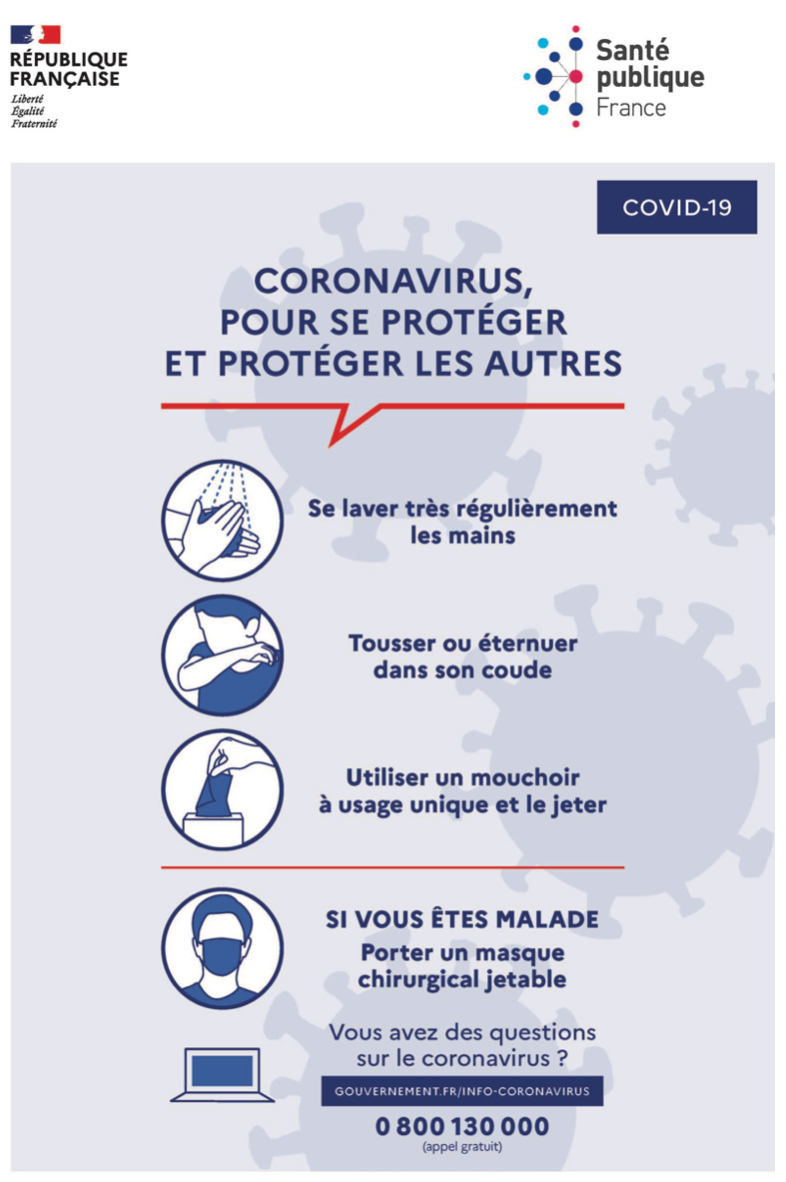 RÉPUBLIQUE
FRANÇAISE
Liberté
Égalité
Fraternité
Santé
publique
France
COVID-19
CORONAVIRUS,
POUR SE PROTÉGER
ET PROTÉGER LES AUTRES
Se laver très régulièrement
les mains
Tousser ou éternuer
dans son coude
Utiliser un mouchoir
à usage unique et le jeter
SI VOUS ÊTES MALADE
Porter un masque
chirurgical jetable
Vous avez des questions
sur le coronavirus ?
GOUVERNEMENT.FR/INFO-CORONAVIRUS
0 800 130 000
(appel gratuit)